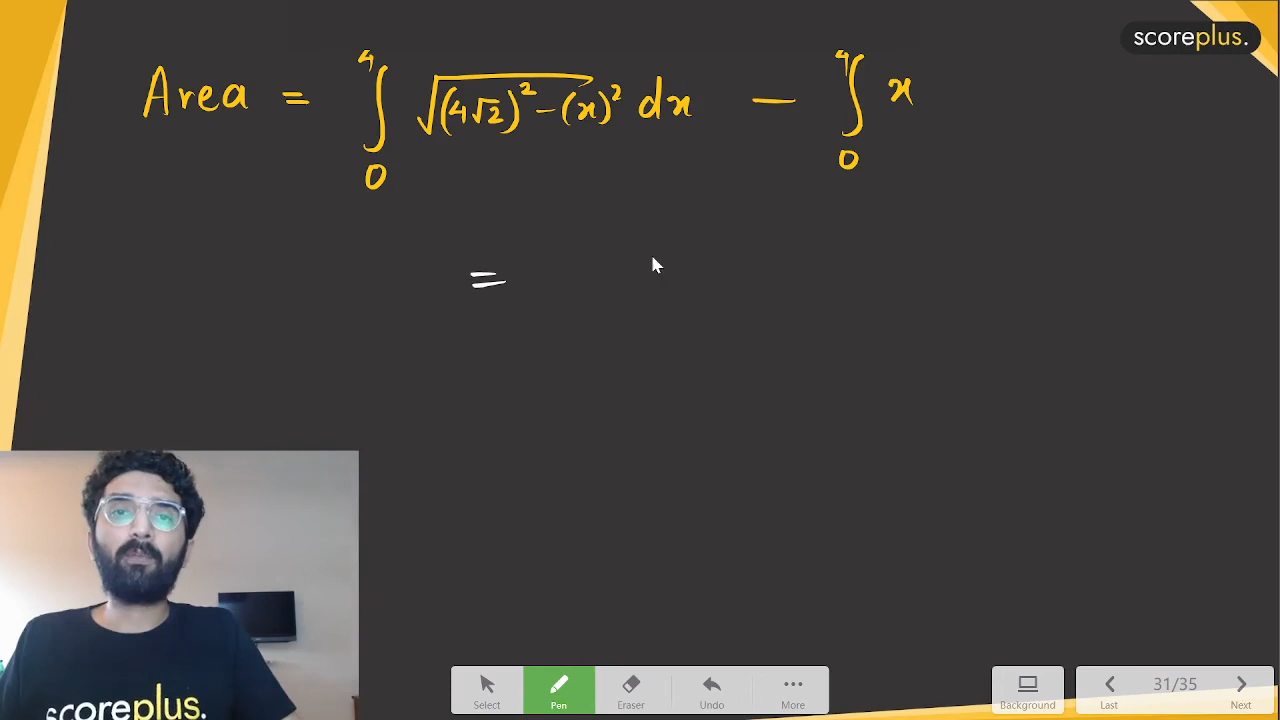 scoreplus.
Area = ∫₀⁴ √(4√2)² − (x)² dx − ∫₀⁴ x
=
scoreplus.
Select Pen Eraser Undo More Background Last 31/35 Next